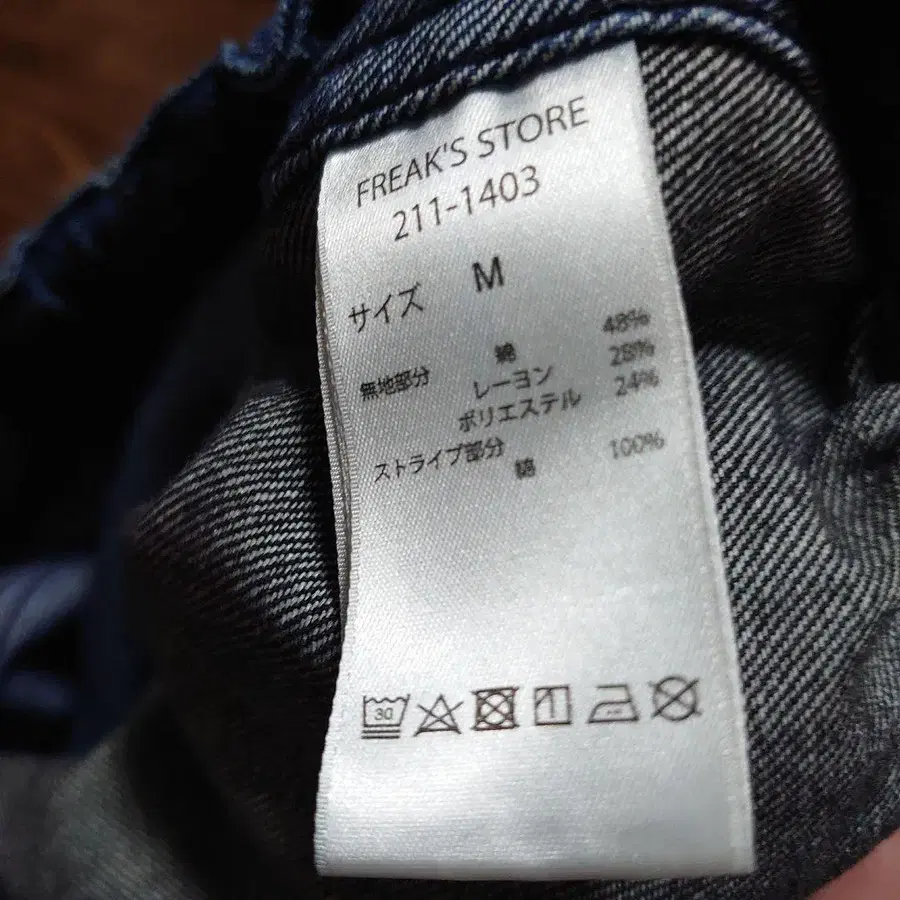 FREAK'S STORE
211-1403
サイズ M
無地部分 綿 48%
レーヨン 28%
ポリエステル 24%
ストライプ部分
綿 100%
30